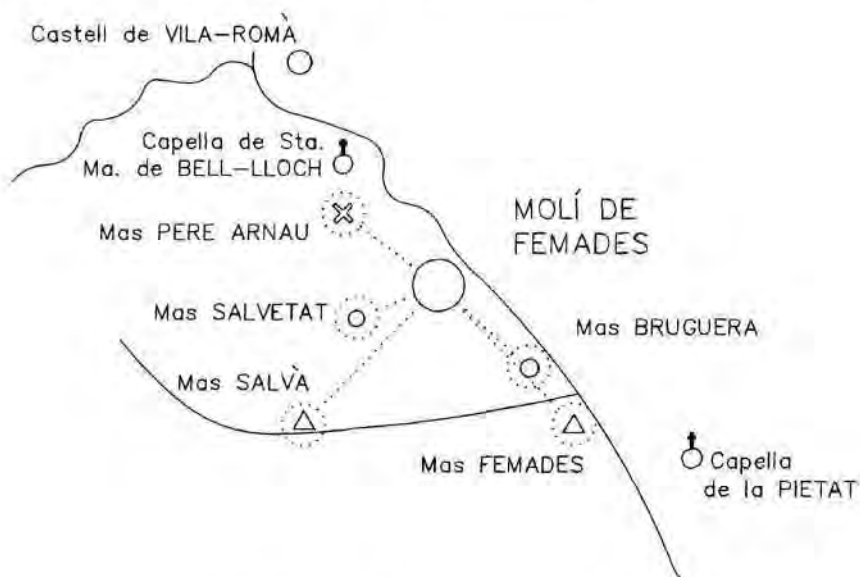 Castell de VILA-ROMÀ
Capella de Sta.
Ma. de BELL-LLOCH
MOLÍ DE
FEMADES
Mas PERE ARNAU
Mas SALVETAT
Mas BRUGUERA
Mas SALVÀ
Mas FEMADES
Capella
de la PIETAT